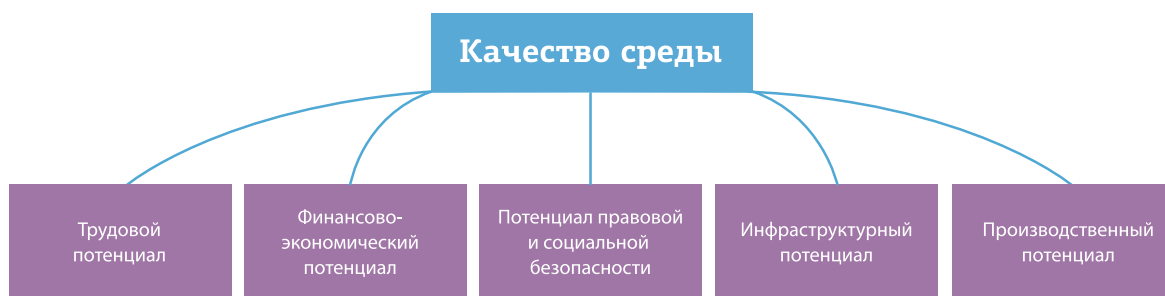 Качество среды
Трудовой
потенциал
Финансово-
экономический
потенциал
Потенциал правовой
и социальной
безопасности
Инфраструктурный
потенциал
Производственный
потенциал